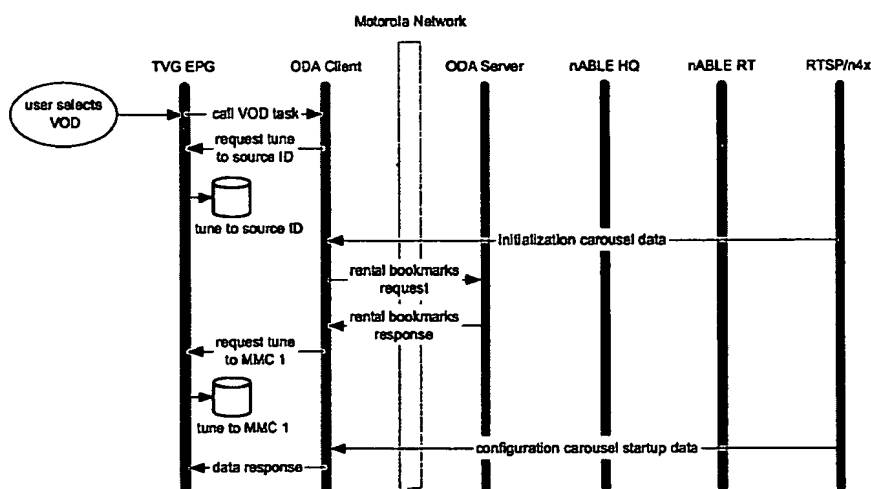 Motorola Network
TVG EPG
ODA Client
ODA Server
nABLE HQ
nABLE RT
RTSP/n4x
user selects
VOD
call VOD task
request tune
to source ID
tune to source ID
initialization carousel data
rental bookmarks
request
rental bookmarks
response
request tune
to MMC 1
tune to MMC 1
configuration carousel startup data
data response